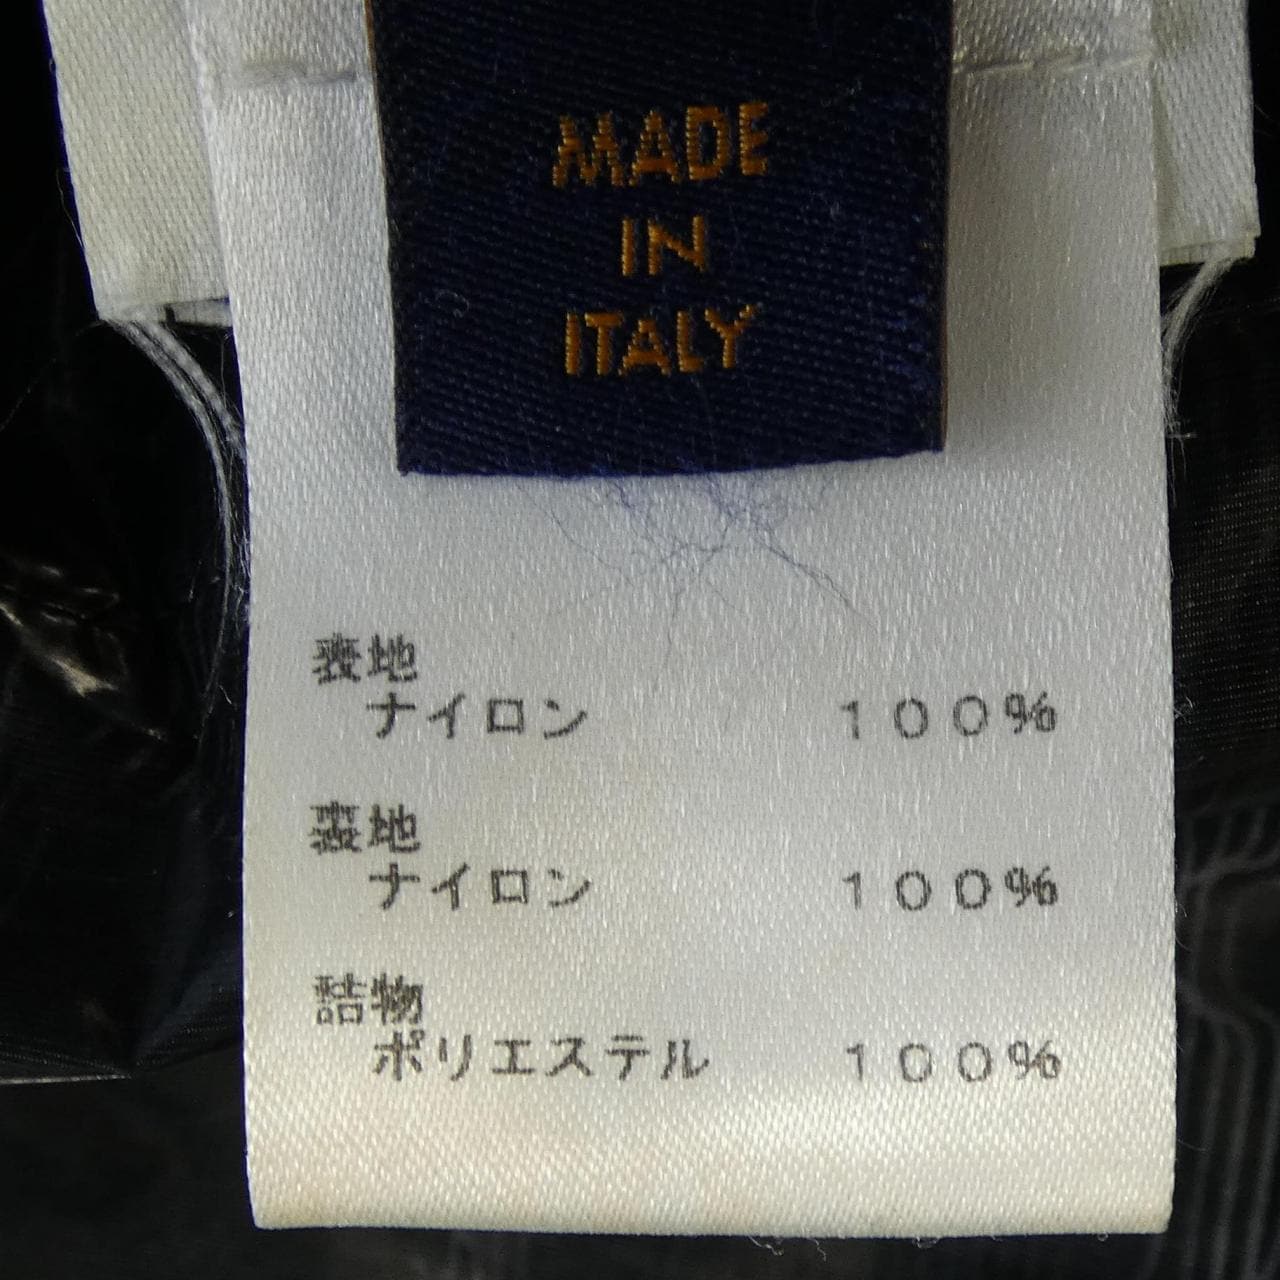 MADE
IN
ITALY
表地
ナイロン 100%
裏地
ナイロン 100%
詰物
ポリエステル 100%